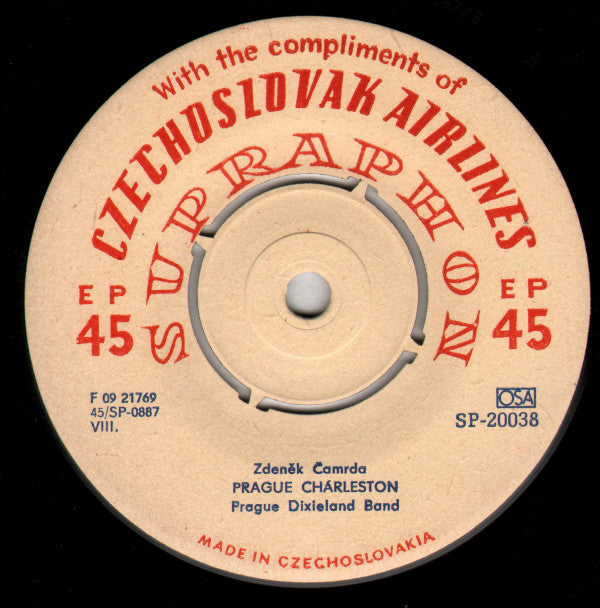 With the compliments of
CZECHOSLOVAK AIRLINES
SUPRAPHON
EP
45
EP
45
F 09 21769
45/SP-0887
VIII.
OSA
SP-20038
Zdeněk Čamrda
PRAGUE CHÁRLESTON
Prague Dixieland Band
MADE IN CZECHOSLOVAKIA